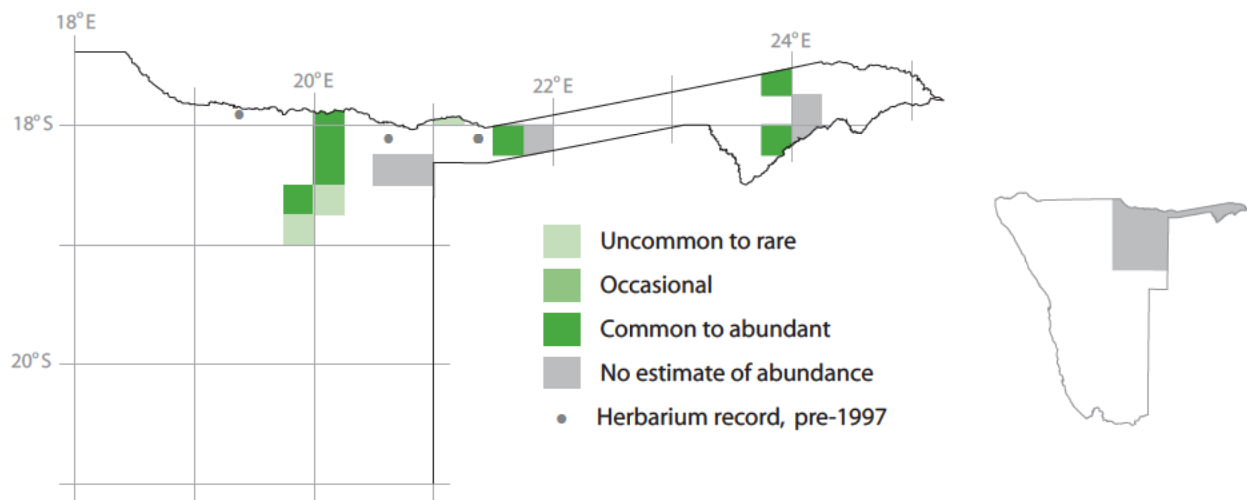 18°E
20°E
22°E
24°E
18°S
20°S
Uncommon to rare
Occasional
Common to abundant
No estimate of abundance
Herbarium record, pre-1997